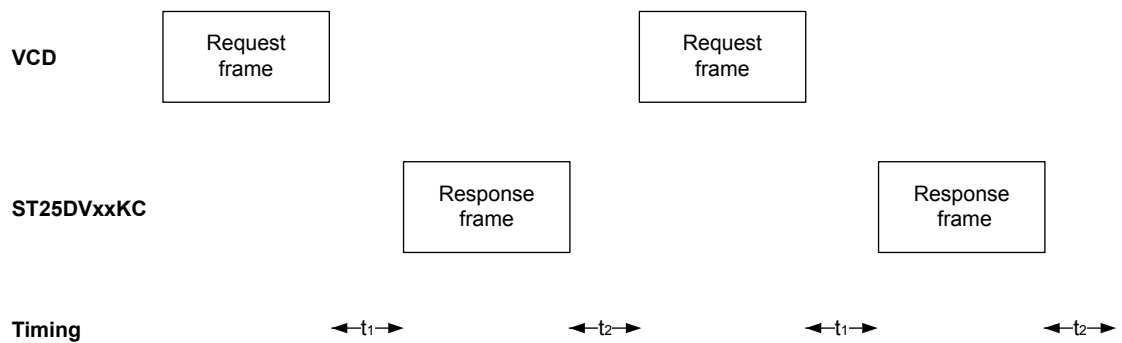 VCD
Request
frame
Request
frame
ST25DVxxKC
Response
frame
Response
frame
Timing
t1
t2
t1
t2